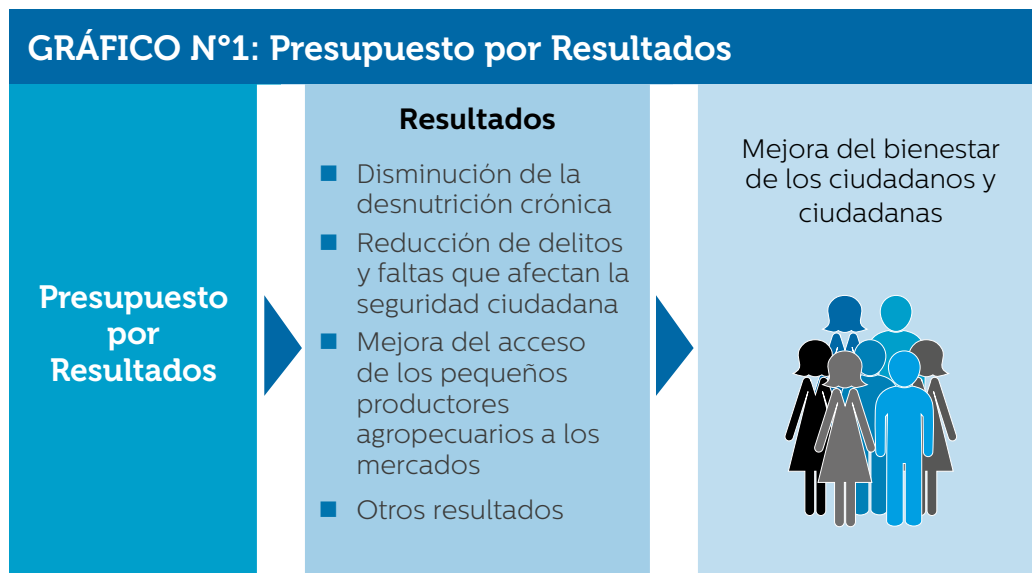 GRÁFICO N°1: Presupuesto por Resultados
Presupuesto
por
Resultados
Resultados
Disminución de la
desnutrición crónica
Reducción de delitos
y faltas que afectan la
seguridad ciudadana
Mejora del acceso
de los pequeños
productores
agropecuarios a los
mercados
Otros resultados
Mejora del bienestar
de los ciudadanos y
ciudadanas